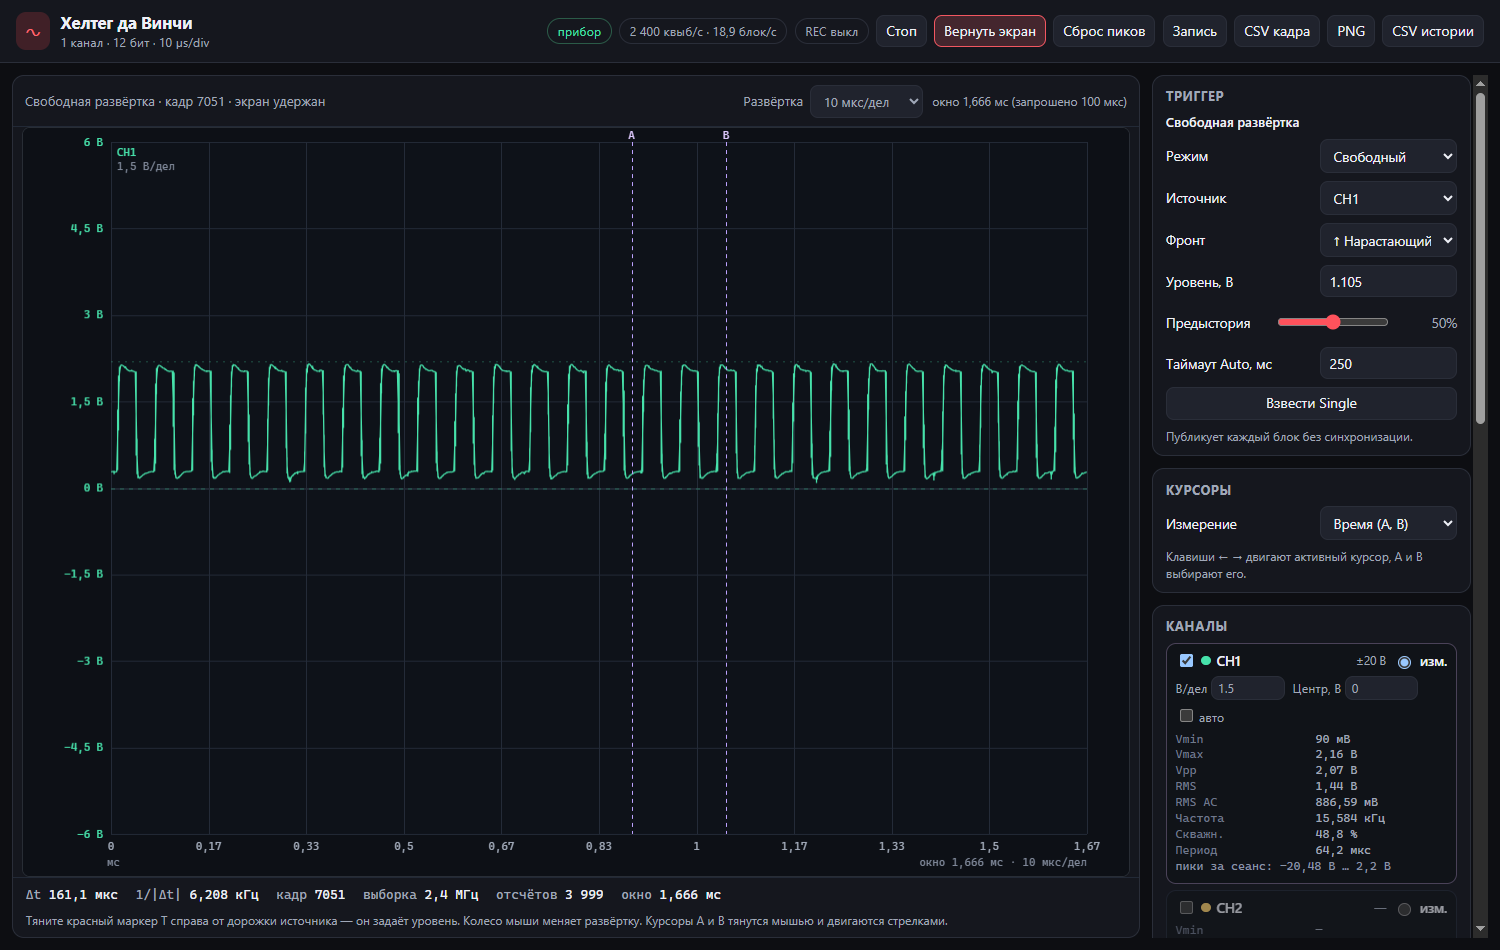 Хелтег да Винчи
1 канал · 12 бит · 10 µs/div
прибор
2 400 квыб/с · 18,9 блок/с
REC выкл
Стоп
Вернуть экран
Сброс пиков
Запись
CSV кадра
PNG
CSV истории
Свободная развёртка · кадр 7051 · экран удержан
Развёртка
10 мкс/дел
окно 1,666 мс (запрошено 100 мкс)
A
B
CH1
1,5 В/дел
6 В
4,5 В
3 В
1,5 В
0 В
−1,5 В
−3 В
−4,5 В
−6 В
0
0,17
0,33
0,5
0,67
0,83
1
1,17
1,33
1,5
1,67
мс
окно 1,666 мс · 10 мкс/дел
Δt 161,1 мкс
1/|Δt| 6,208 кГц
кадр 7051
выборка 2,4 МГц
отсчётов 3 999
окно 1,666 мс
Тяните красный маркер T справа от дорожки источника — он задаёт уровень. Колесо мыши меняет развёртку. Курсоры A и B тянутся мышью и двигаются стрелками.
ТРИГГЕР
Свободная развёртка
Режим
Свободный
Источник
CH1
Фронт
↑ Нарастающий
Уровень, В
1.105
Предыстория
50%
Таймаут Auto, мс
250
Взвести Single
Публикует каждый блок без синхронизации.
КУРСОРЫ
Измерение
Время (A, B)
Клавиши ← → двигают активный курсор, A и B
выбирают его.
КАНАЛЫ
CH1
±20 В
изм.
В/дел
1.5
Центр, В
0
авто
Vmin 90 мВ
Vmax 2,16 В
Vpp 2,07 В
RMS 1,44 В
RMS AC 886,59 мВ
Частота 15,584 кГц
Скважн. 48,8 %
Период 64,2 мкс
пики за сеанс: −20,48 В … 2,2 В
CH2
—
изм.
Vmin —